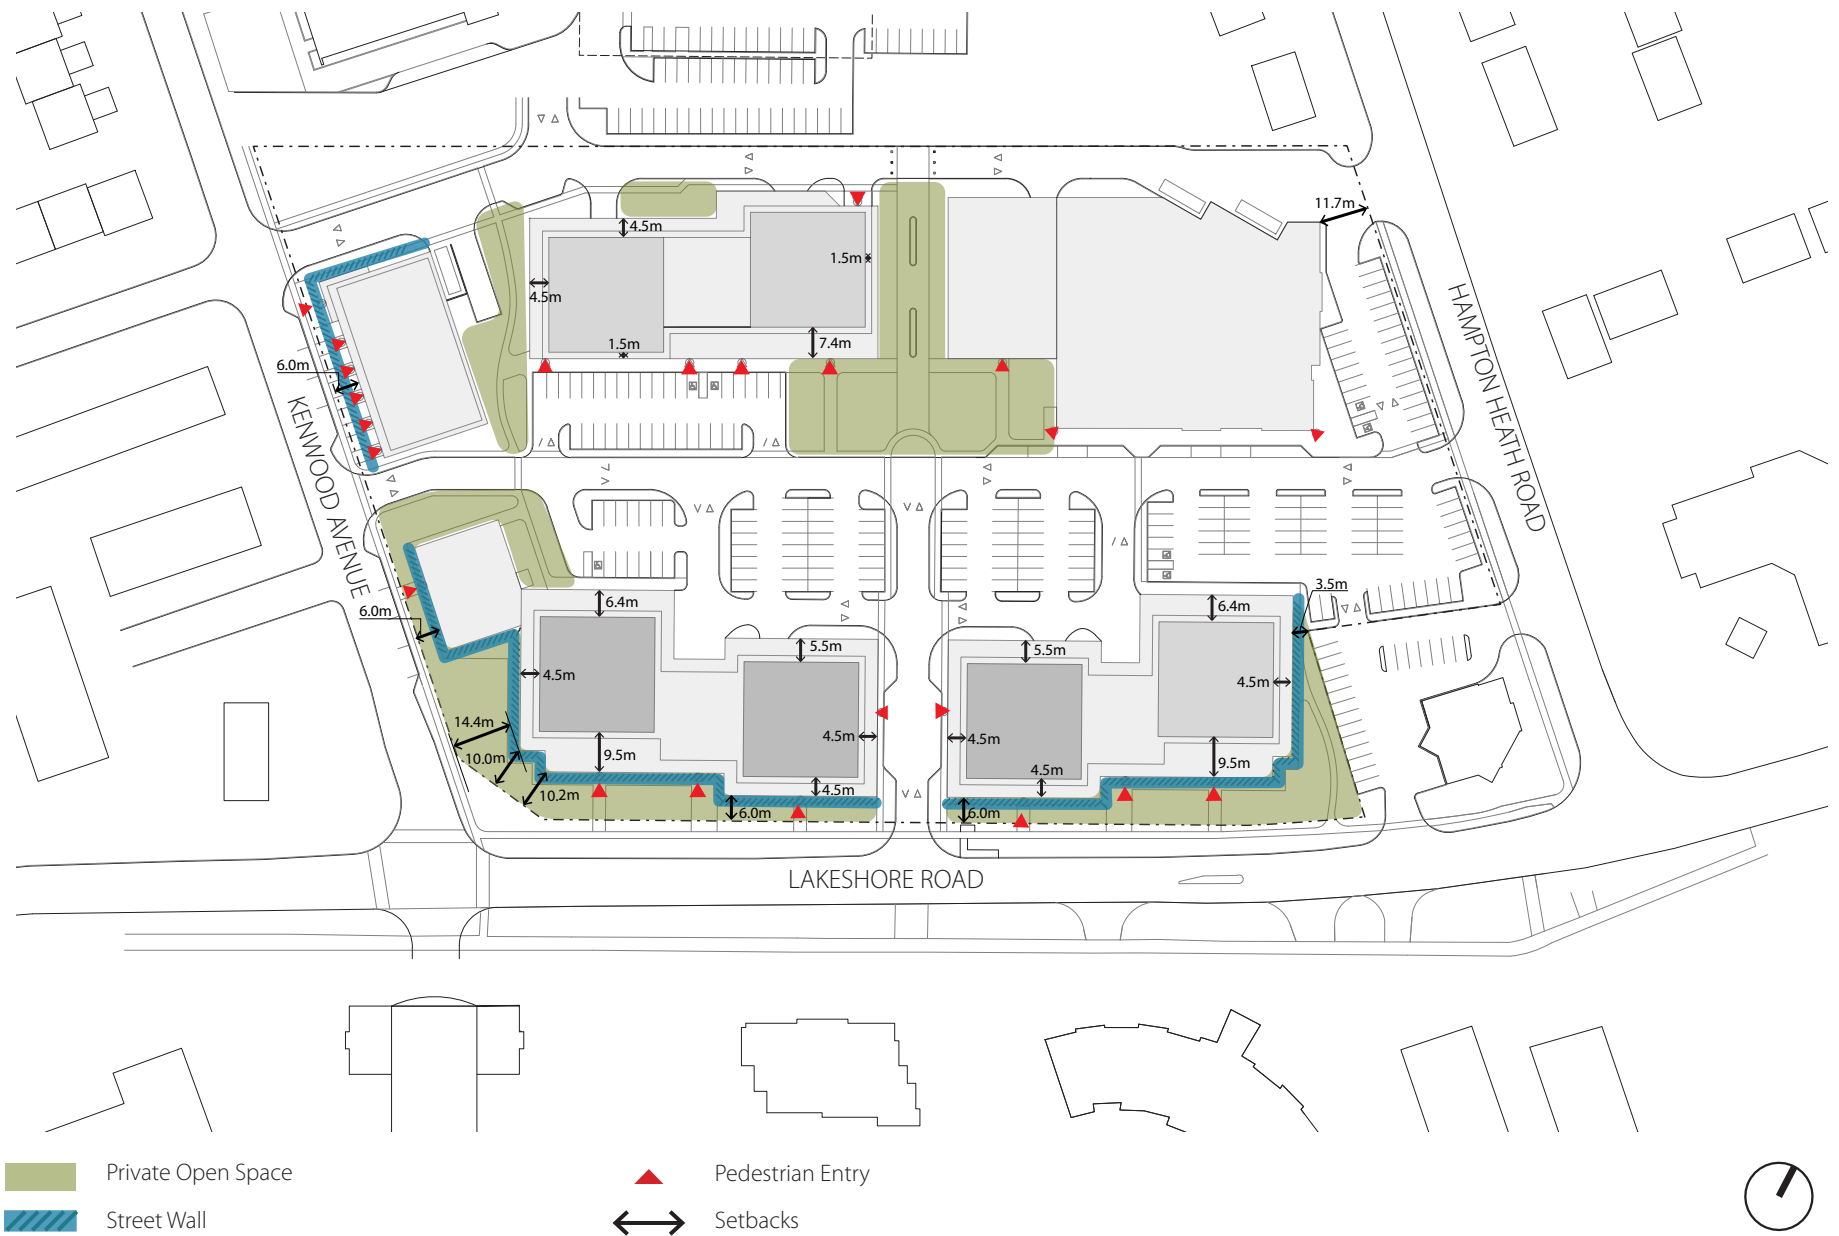 11.7m
4.5m
1.5m
4.5m
1.5m
7.4m
6.0m
KENWOOD AVENUE
HAMPTON HEATH ROAD
6.0m
6.4m
5.5m
4.5m
14.4m
10.0m
9.5m
4.5m
10.2m
4.5m
6.0m
3.5m
6.4m
5.5m
4.5m
4.5m
4.5m
9.5m
6.0m
LAKESHORE ROAD
Private Open Space
Pedestrian Entry
Street Wall
Setbacks